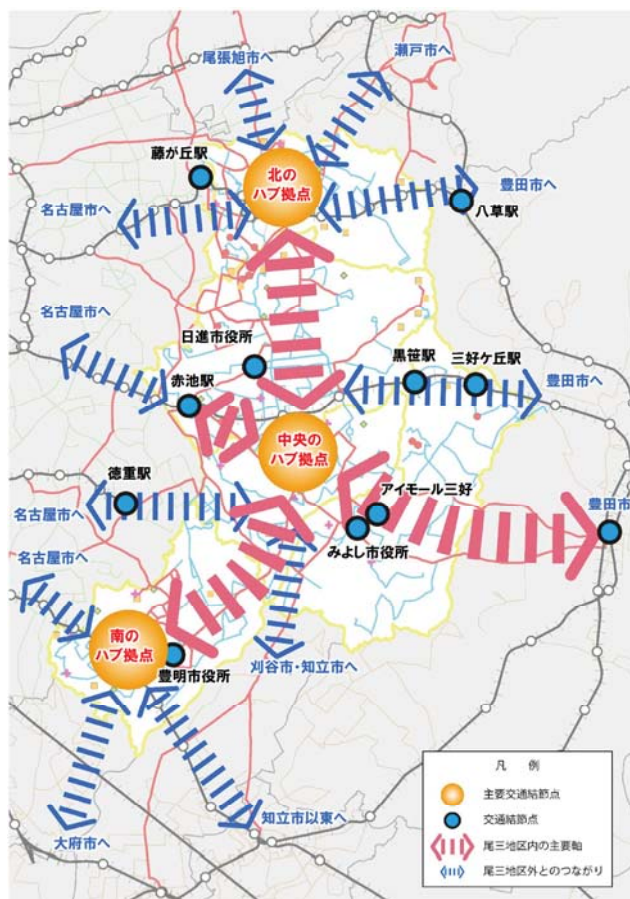 尾張旭市へ
瀬戸市へ
藤が丘駅
北の
ハブ拠点
豊田市へ
八草駅
名古屋市へ
名古屋市へ
日進市役所
黒笹駅
三好ケ丘駅
豊田市へ
赤池駅
中央の
ハブ拠点
徳重駅
アイモール三好
豊田市
名古屋市へ
みよし市役所
名古屋市へ
南の
ハブ拠点
豊明市役所
刈谷市・知立市へ
知立市以東へ
大府市へ
凡 例
主要交通結節点
交通結節点
尾三地区内の主要軸
尾三地区外とのつながり